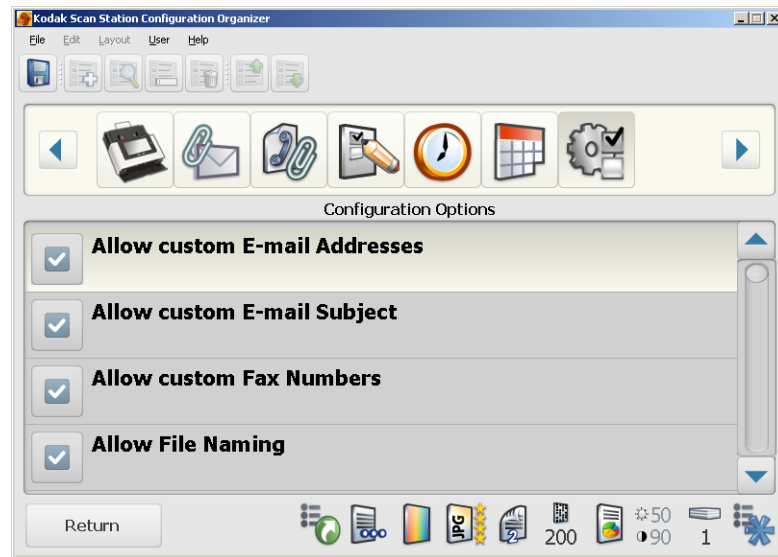 Kodak Scan Station Configuration Organizer
File Edit Layout User Help
Configuration Options
Allow custom E-mail Addresses
Allow custom E-mail Subject
Allow custom Fax Numbers
Allow File Naming
Return
JPG
2
200
50
90
1